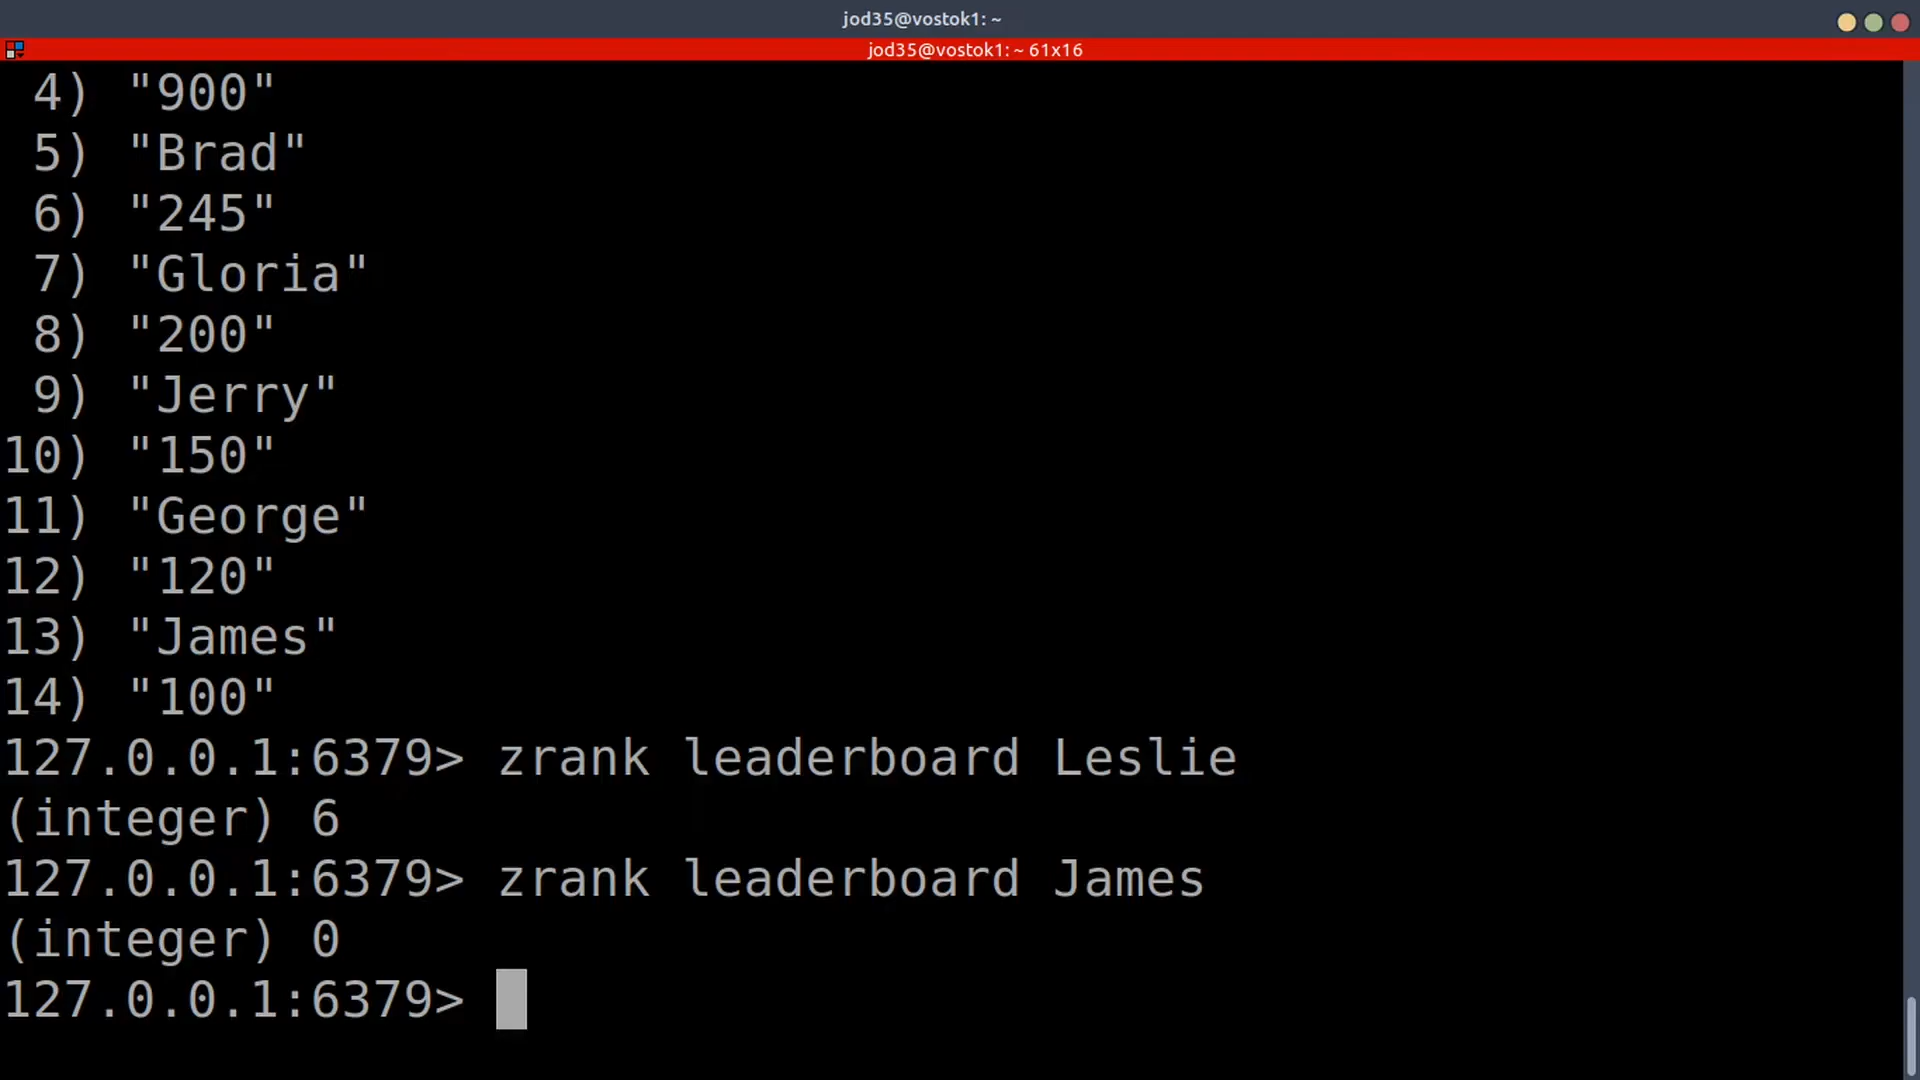 jod35@vostok1: ~
jod35@vostok1: ~ 61x16
4) "900"
5) "Brad"
6) "245"
7) "Gloria"
8) "200"
9) "Jerry"
10) "150"
11) "George"
12) "120"
13) "James"
14) "100"
127.0.0.1:6379> zrank leaderboard Leslie
(integer) 6
127.0.0.1:6379> zrank leaderboard James
(integer) 0
127.0.0.1:6379>